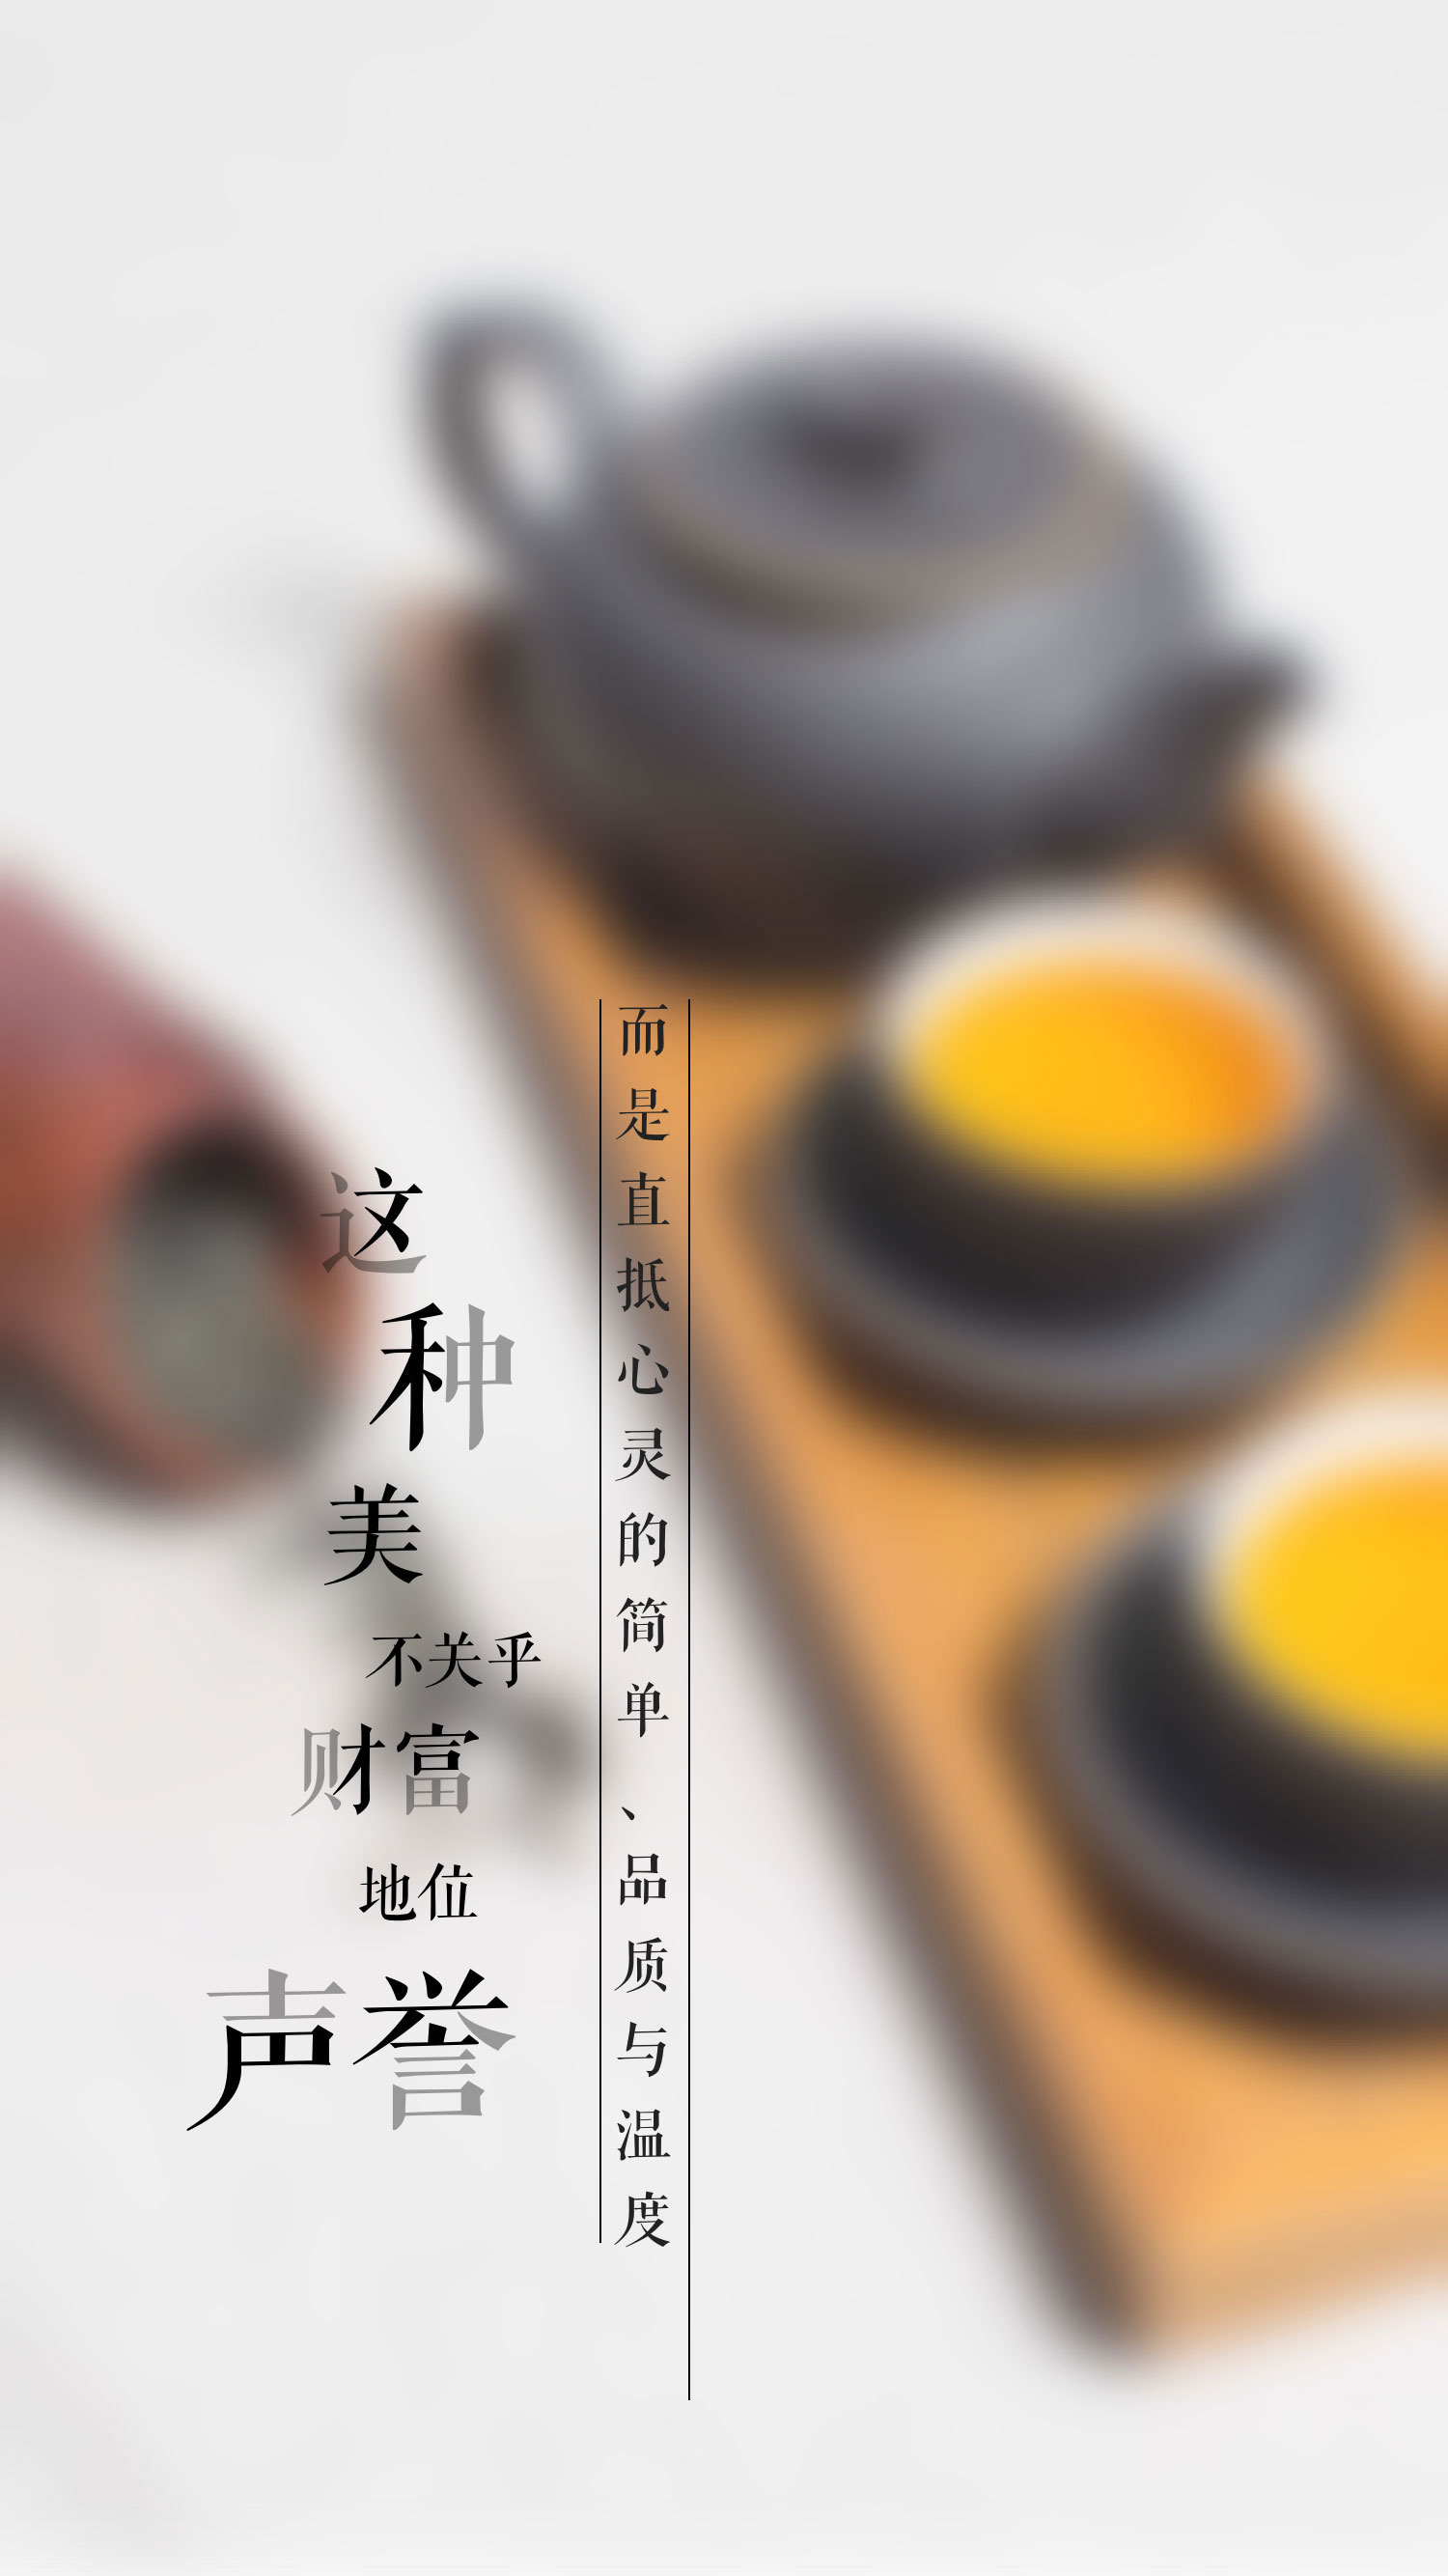 这
种
美
不关乎
财富
地位
声誉
而是直抵心灵的简单、品质与温度